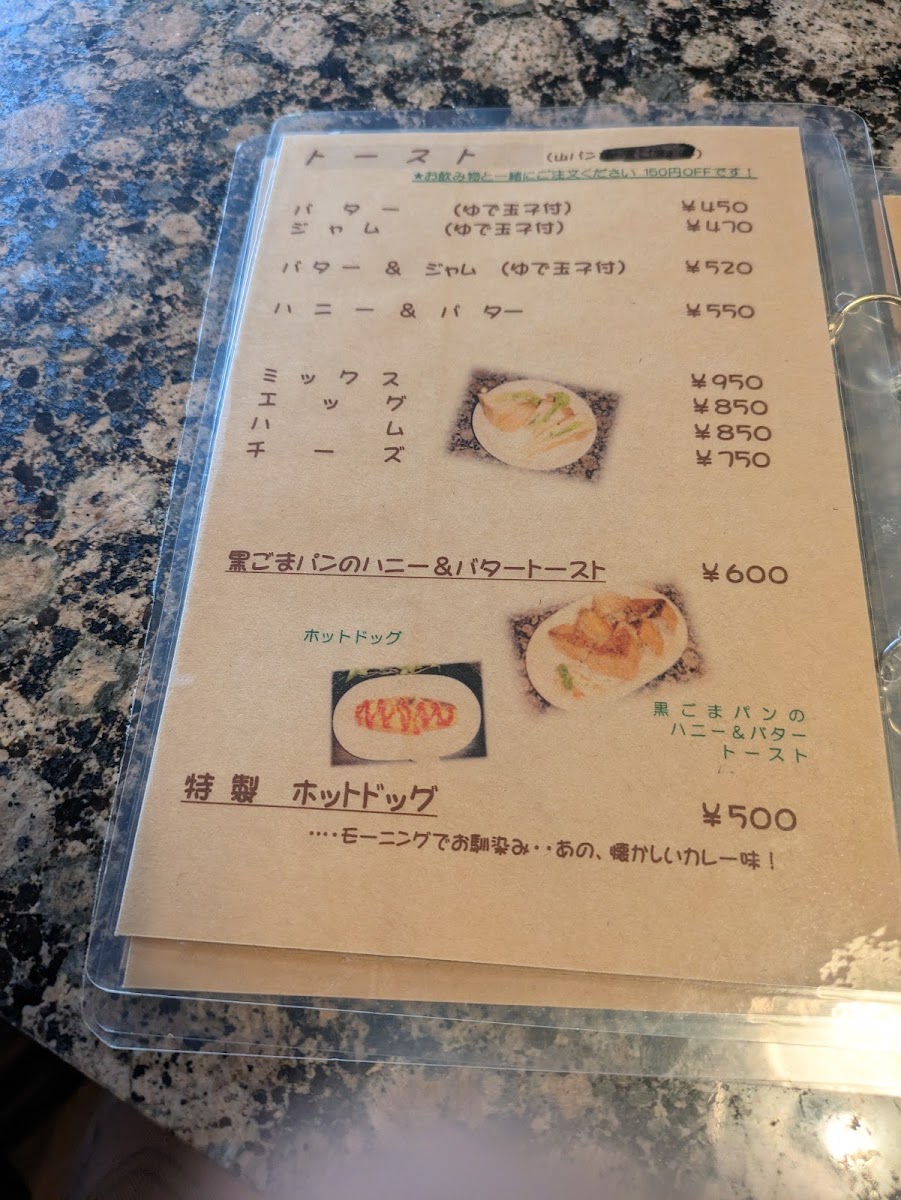 トースト (山パン )
★お飲み物と一緒にご注文ください 150円OFFです!
バター (ゆで玉子付) ¥450
ジャム (ゆで玉子付) ¥470
バター & ジャム (ゆで玉子付) ¥520
ハニー & バター ¥550
ミックス ¥950
エッグ ¥850
ハム ¥850
チーズ ¥750
黒ごまパンのハニー&バタートースト ¥600
ホットドッグ
黒ごまパンの
ハニー&バター
トースト
特製 ホットドッグ ¥500
‥‥モーニングでお馴染み‥あの、懐かしいカレー味!